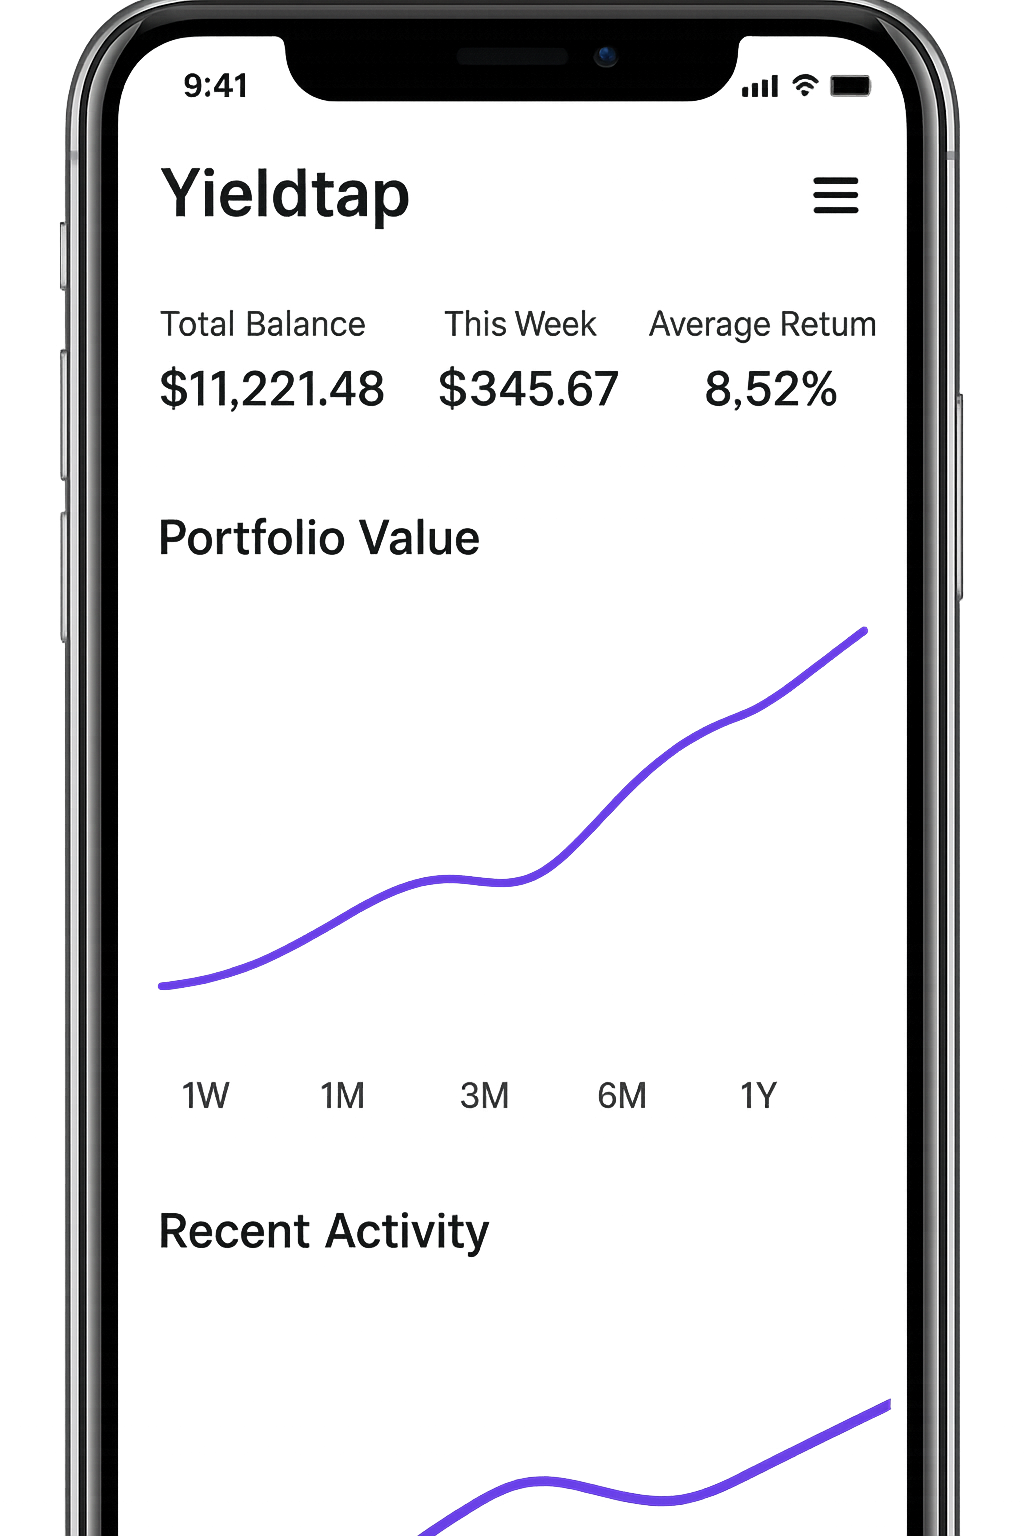 9:41
Yieldtap
Total Balance This Week Average Retum
$11,221.48 $345.67 8,52%
Portfolio Value
1W 1M 3M 6M 1Y
Recent Activity